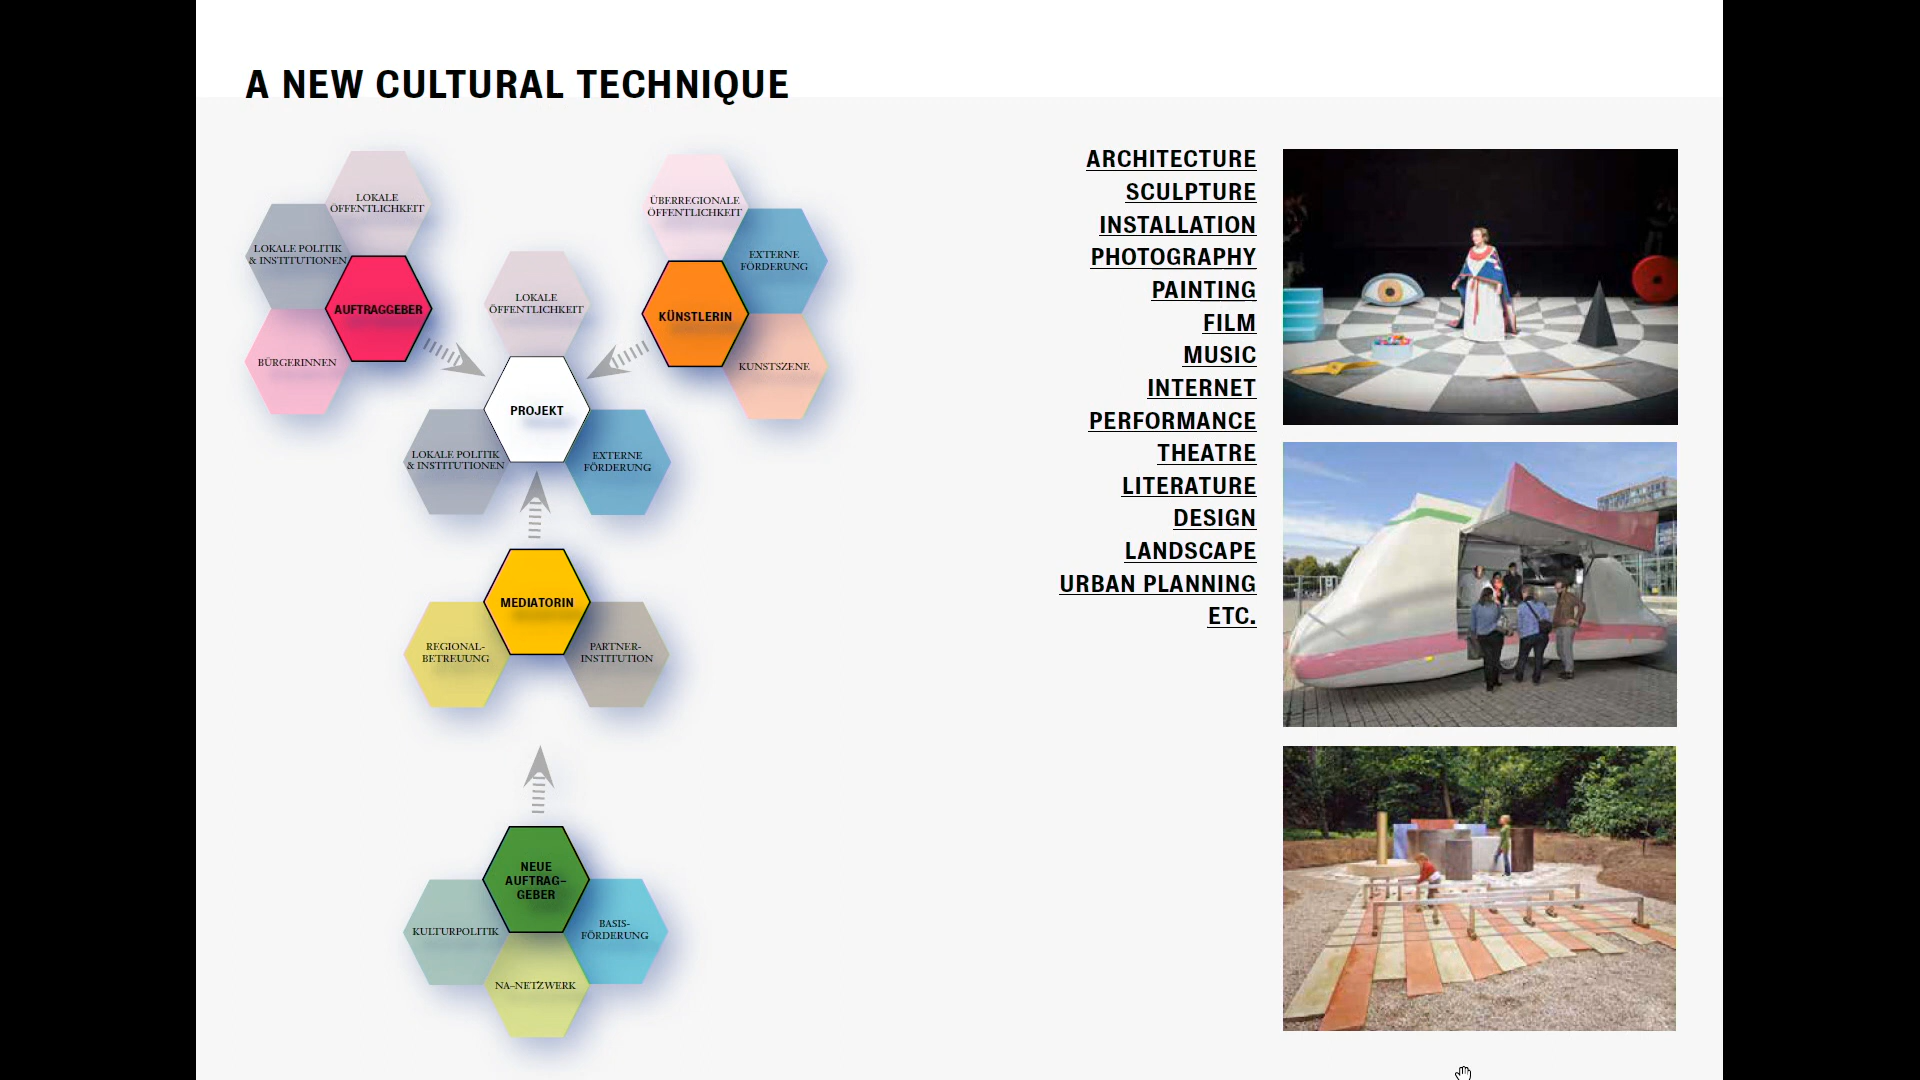 A NEW CULTURAL TECHNIQUE
LOKALE
ÖFFENTLICHKEIT
LOKALE POLITIK
& INSTITUTIONEN
AUFTRAGGEBER
BÜRGERINNEN
ÜBERREGIONALE
ÖFFENTLICHKEIT
EXTERNE
FÖRDERUNG
KÜNSTLERIN
KUNSTSZENE
LOKALE
ÖFFENTLICHKEIT
PROJEKT
LOKALE POLITIK
& INSTITUTIONEN
EXTERNE
FÖRDERUNG
MEDIATORIN
REGIONAL-
BETREUUNG
PARTNER-
INSTITUTION
NEUE
AUFTRAG–
GEBER
KULTURPOLITIK
BASIS-
FÖRDERUNG
NA–NETZWERK
ARCHITECTURE
SCULPTURE
INSTALLATION
PHOTOGRAPHY
PAINTING
FILM
MUSIC
INTERNET
PERFORMANCE
THEATRE
LITERATURE
DESIGN
LANDSCAPE
URBAN PLANNING
ETC.